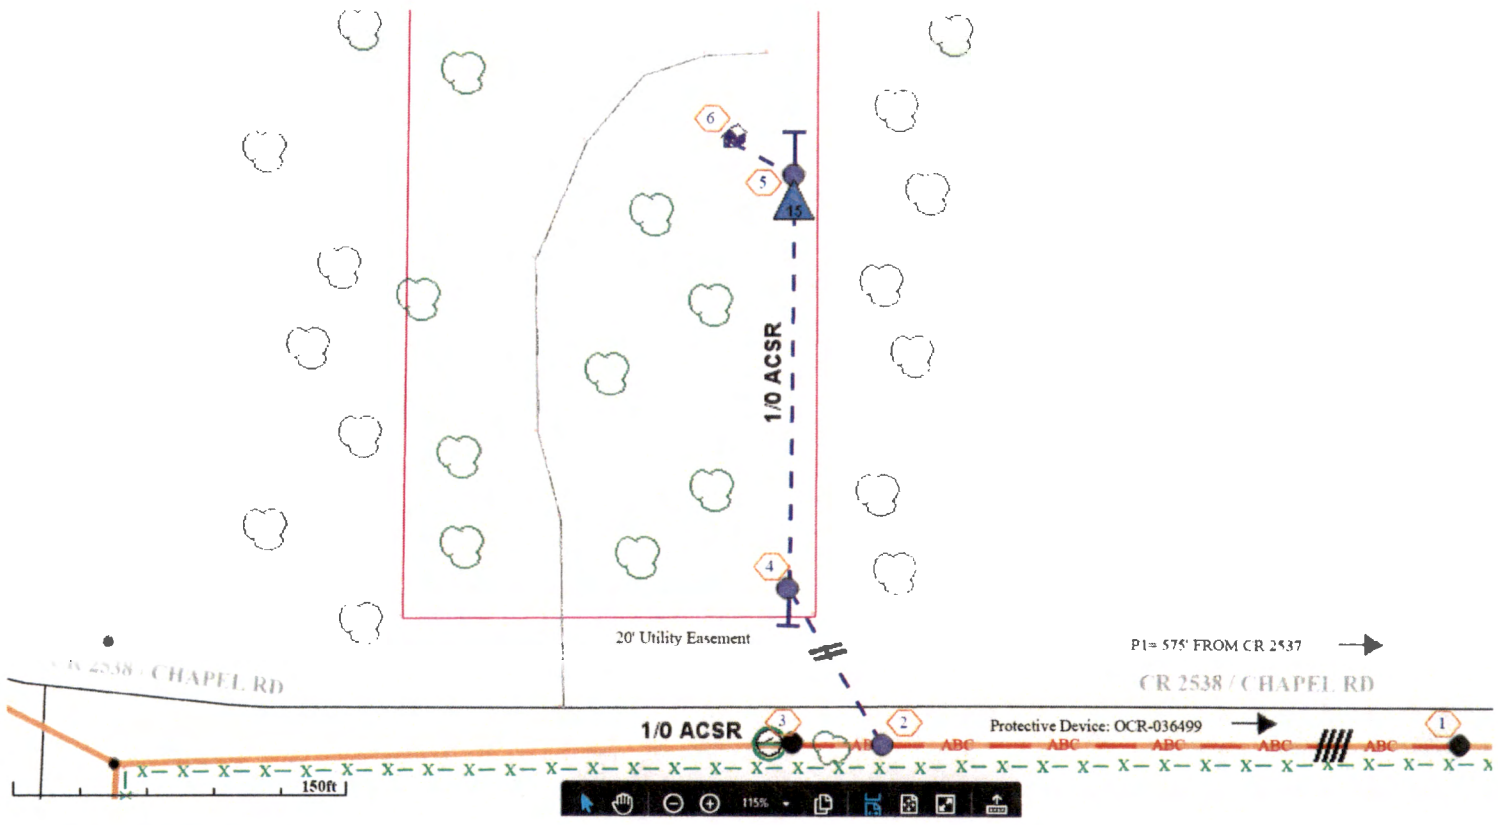 6
5
15
1/0 ACSR
4
20' Utility Easement
P1= 575' FROM CR 2537
CR 2538 / CHAPEL RD
CR 2538 / CHAPEL RD
1/0 ACSR
3
2
Protective Device: OCR-036499
1
ABC ABC ABC ABC ABC
X X X X X X X X X X X X X X X X X X X X X X X X X X X X X X X X X X X X X
150ft
115%